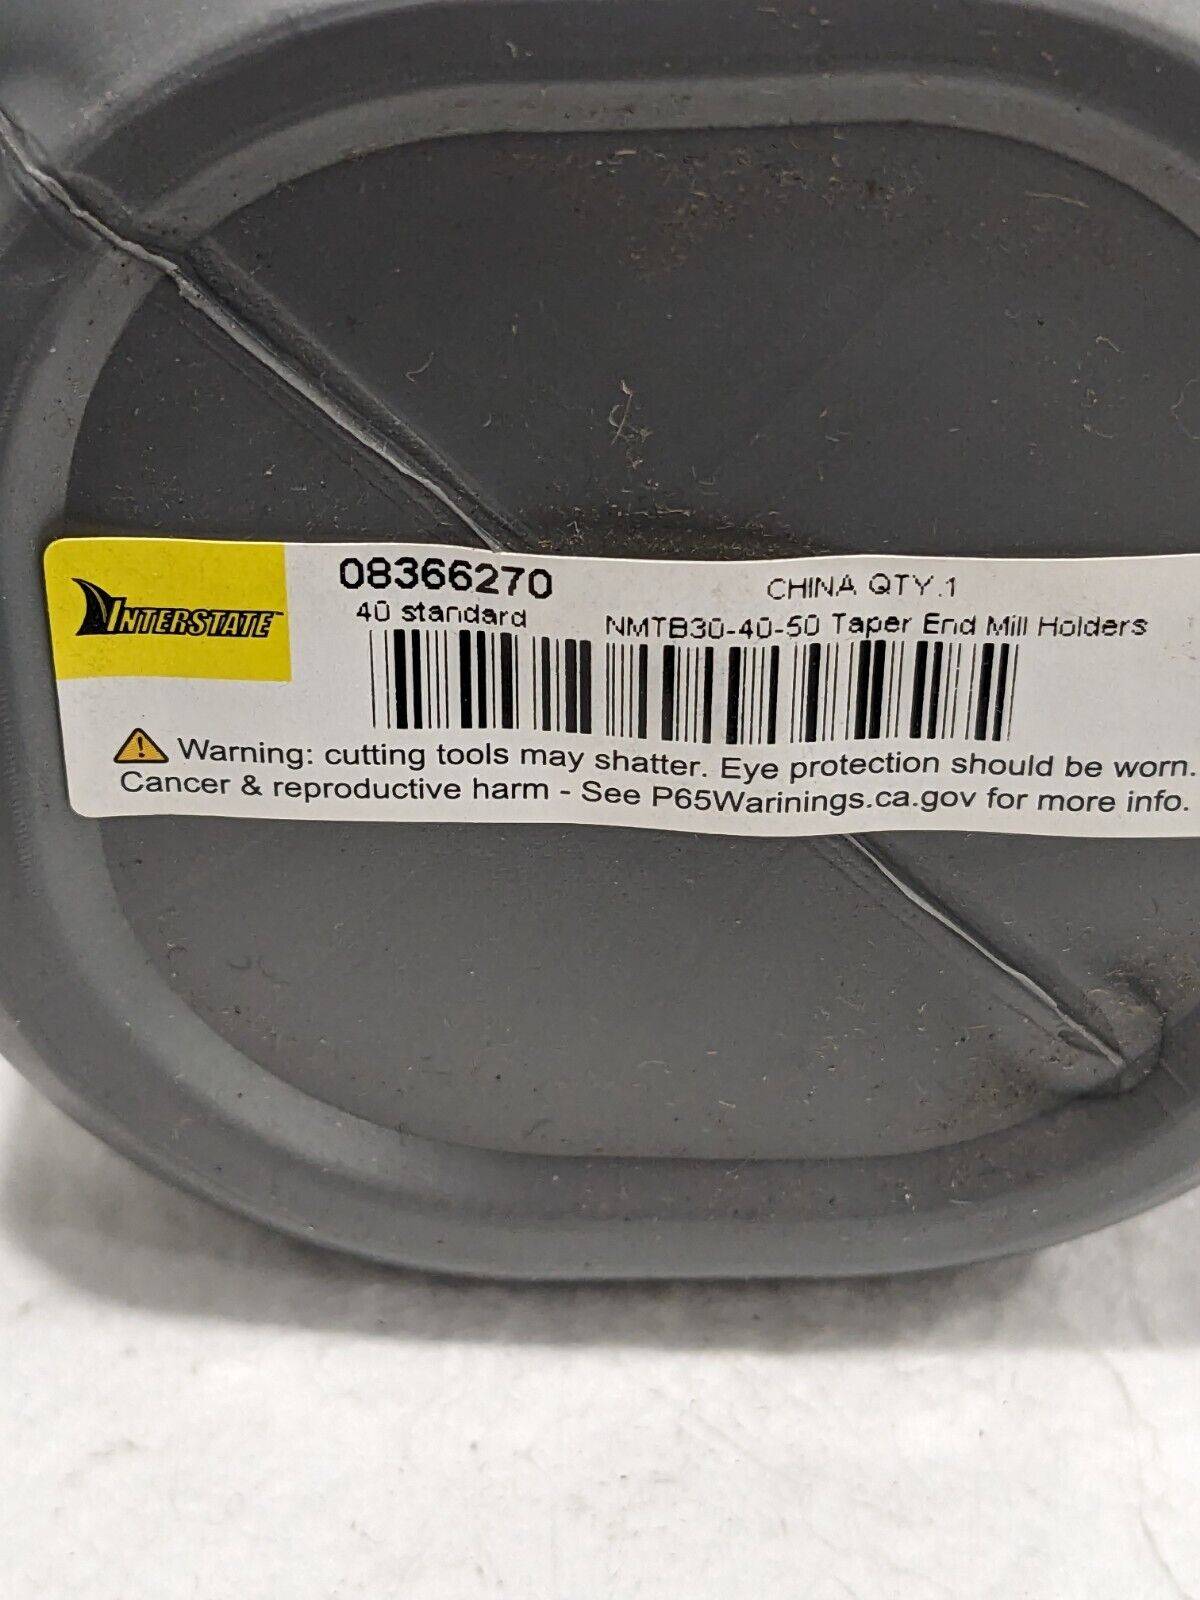 INTERSTATE™
08366270
CHINA QTY.1
40 standard
NMTB30-40-50 Taper End Mill Holders
Warning: cutting tools may shatter. Eye protection should be worn.
Cancer & reproductive harm - See P65Warinings.ca.gov for more info.